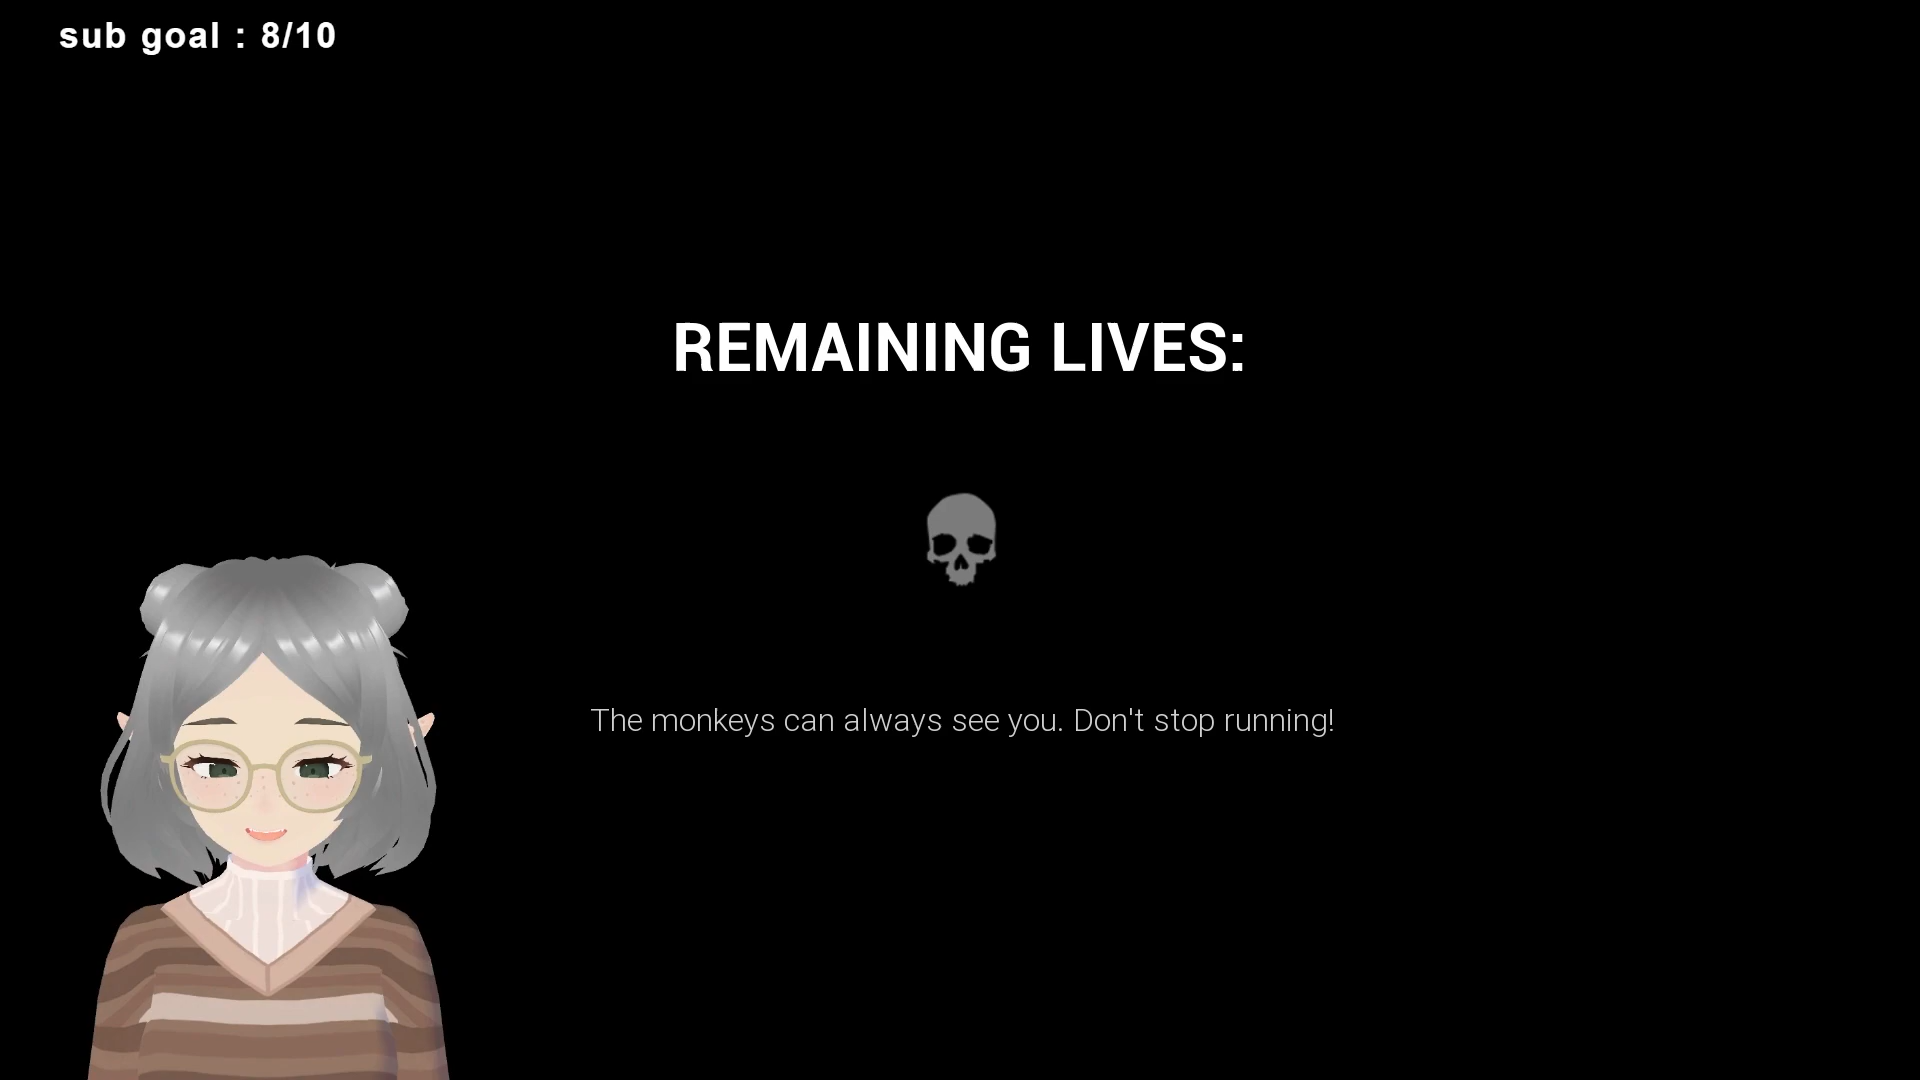 sub goal : 8/10
REMAINING LIVES:
The monkeys can always see you. Don't stop running!